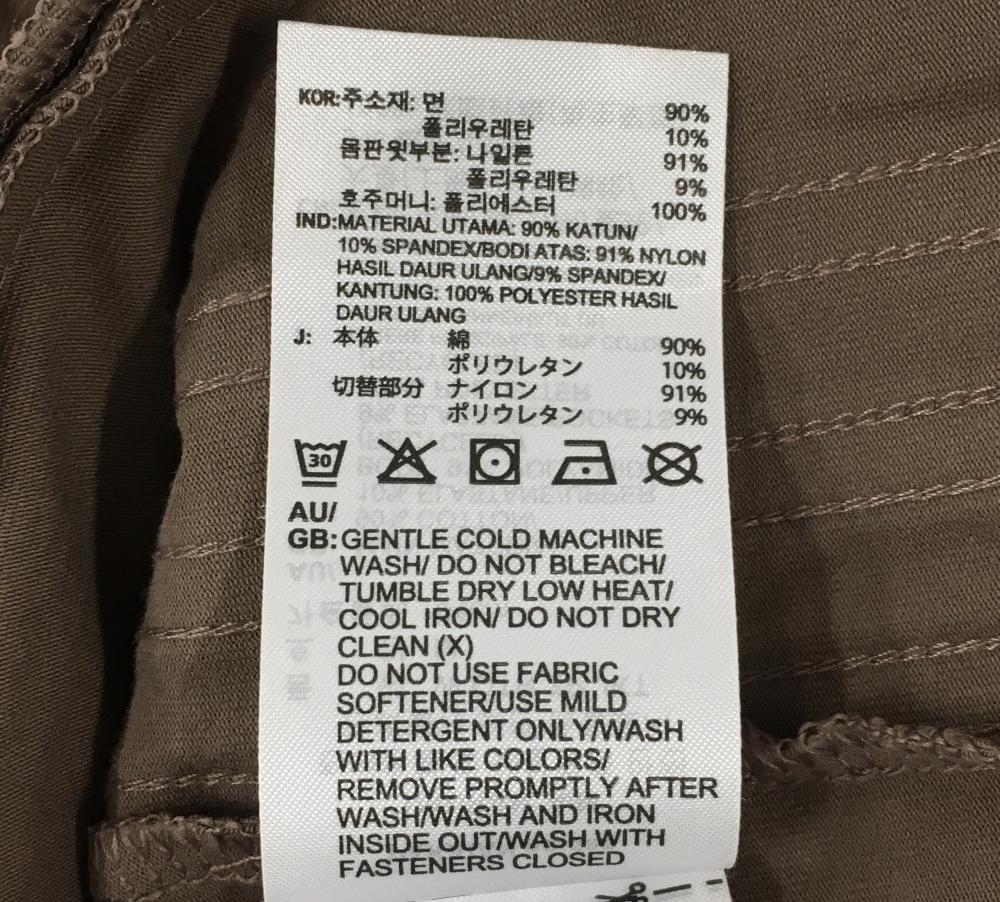 KOR:주소재: 면 90%
폴리우레탄 10%
몸판윗부분: 나일론 91%
폴리우레탄 9%
호주머니: 폴리에스터 100%
IND:MATERIAL UTAMA: 90% KATUN/
10% SPANDEX/BODI ATAS: 91% NYLON
HASIL DAUR ULANG/9% SPANDEX/
KANTUNG: 100% POLYESTER HASIL
DAUR ULANG
J: 本体 綿 90%
ポリウレタン 10%
切替部分 ナイロン 91%
ポリウレタン 9%
30
AU/
GB:GENTLE COLD MACHINE
WASH/ DO NOT BLEACH/
TUMBLE DRY LOW HEAT/
COOL IRON/ DO NOT DRY
CLEAN (X)
DO NOT USE FABRIC
SOFTENER/USE MILD
DETERGENT ONLY/WASH
WITH LIKE COLORS/
REMOVE PROMPTLY AFTER
WASH/WASH AND IRON
INSIDE OUT/WASH WITH
FASTENERS CLOSED